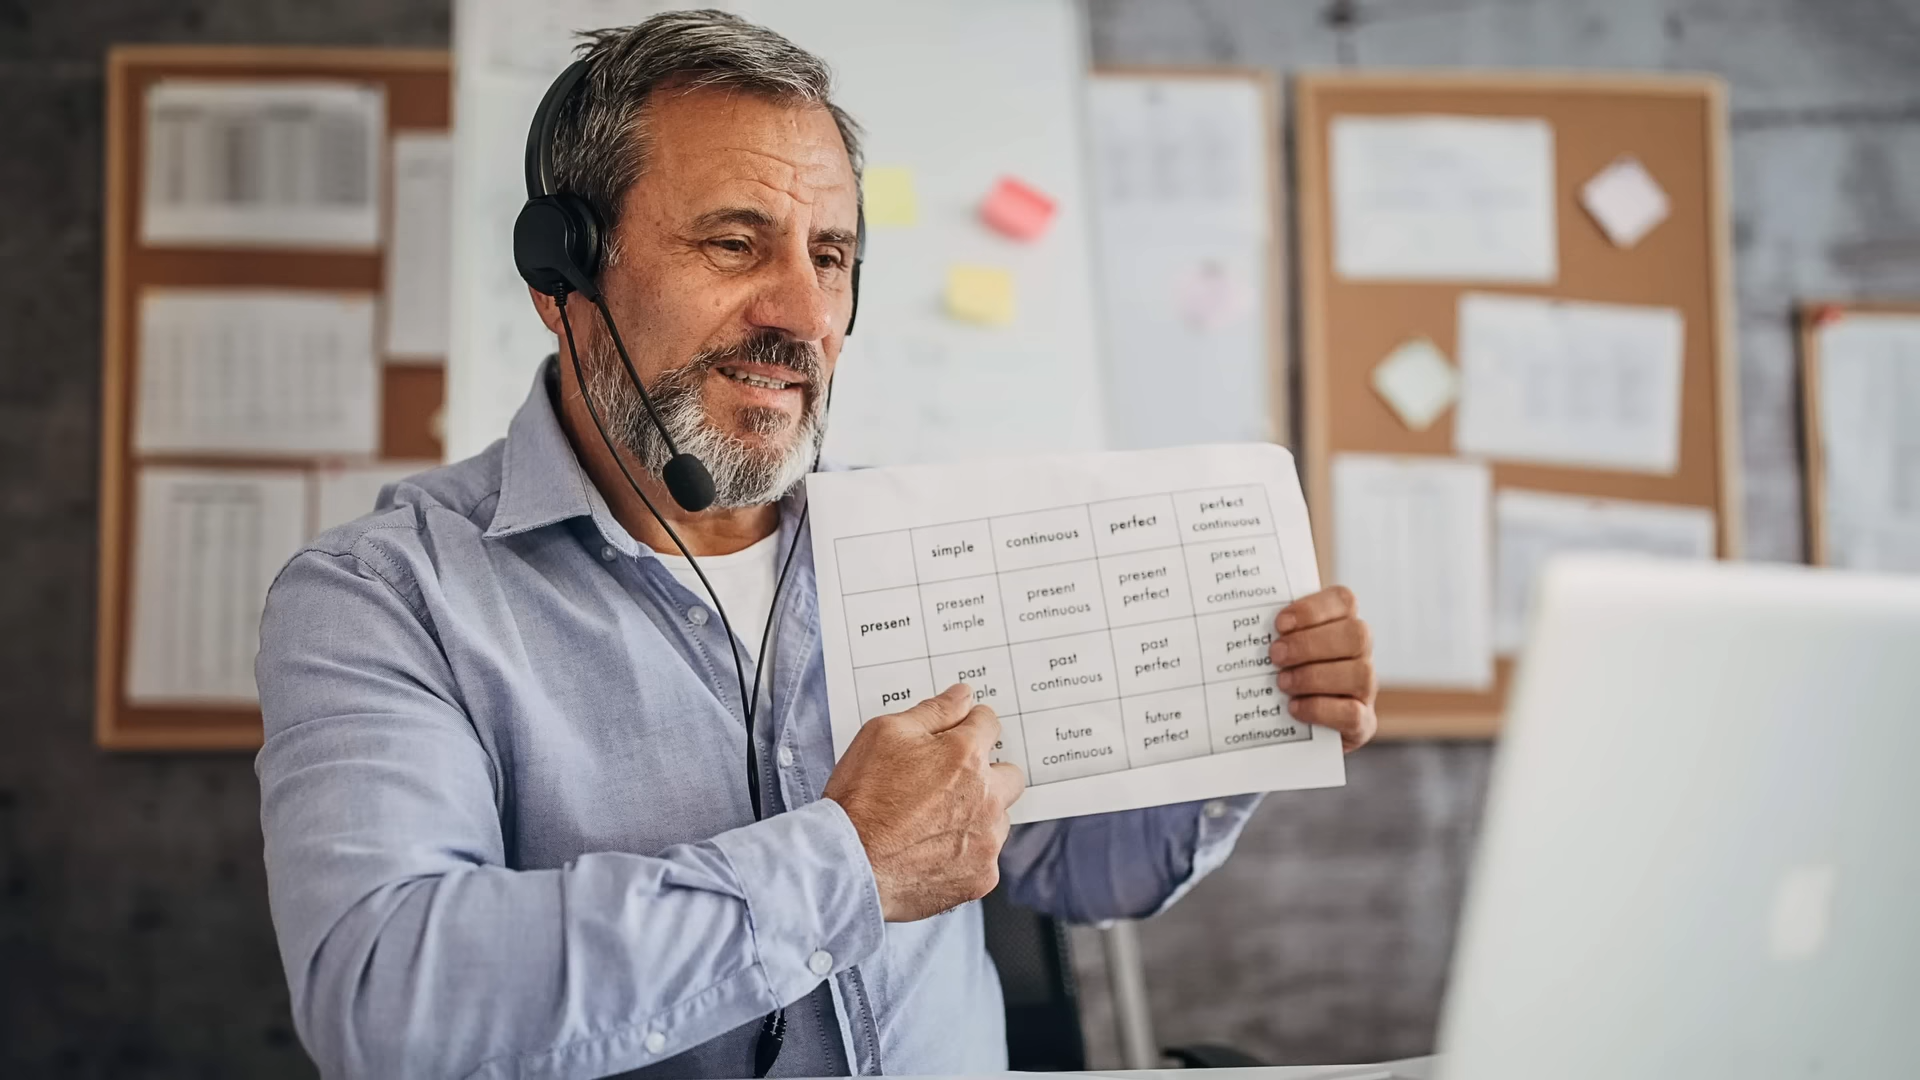 simple continuous perfect perfect continuous
present present simple present continuous present perfect present perfect continuous
past past past continuous past perfect past perfect
future continuous future perfect future perfect continuous